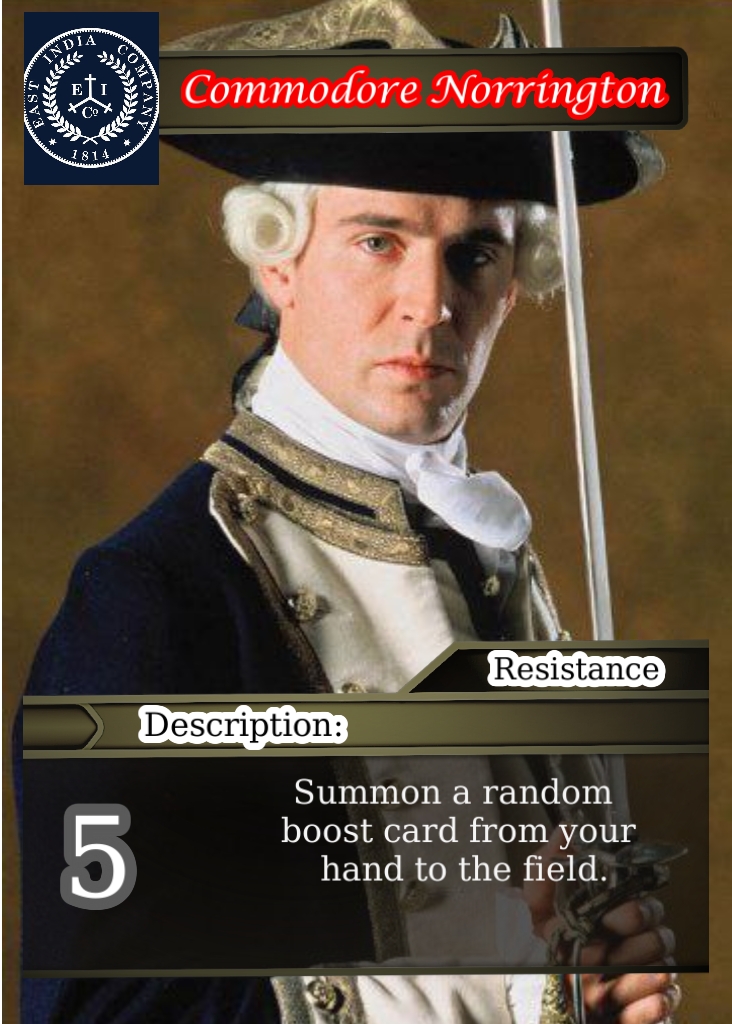 EAST INDIA COMPANY
E I
Co
1814
Commodore Norrington
Resistance
Description:
5
Summon a random
boost card from your
hand to the field.